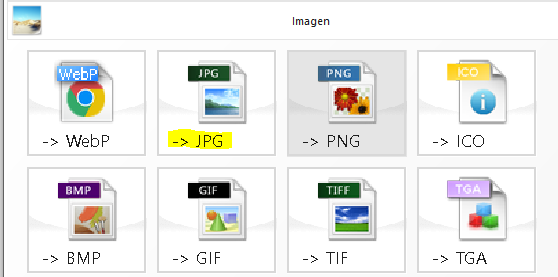 Imagen
WebP JPG PNG ICO
-> WebP -> JPG -> PNG -> ICO
BMP GIF TIFF TGA
-> BMP -> GIF -> TIF -> TGA